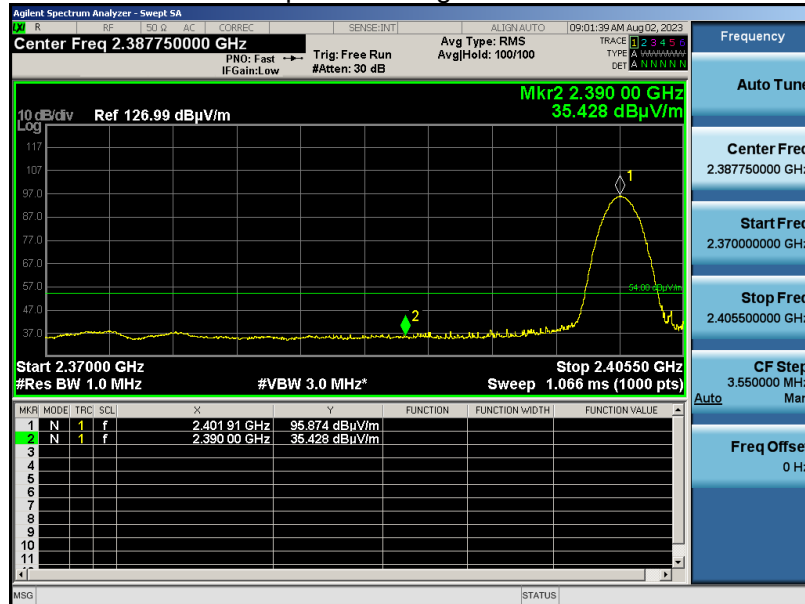 Agilent Spectrum Analyzer - Swept SA
LXI R RF 50 Ω AC CORREC SENSE:INT ALIGN AUTO 09:01:39 AM Aug 02, 2023
Center Freq 2.387750000 GHz
PNO: Fast
IFGain:Low
Trig: Free Run
#Atten: 30 dB
Avg Type: RMS
Avg|Hold: 100/100
TRACE 1 2 3 4 5 6
TYPE A WWWWW
DET A N N N N N
Frequency
Mkr2 2.390 00 GHz
35.428 dBµV/m
10 dB/div Ref 126.99 dBµV/m
Log
117
107
97.0
87.0
77.0
67.0
57.0
47.0
37.0
1
2
54.00 dBµV/m
Start 2.37000 GHz Stop 2.40550 GHz
#Res BW 1.0 MHz #VBW 3.0 MHz* Sweep 1.066 ms (1000 pts)
MKR MODE TRC SCL X Y FUNCTION FUNCTION WIDTH FUNCTION VALUE
1 N 1 f 2.401 91 GHz 95.874 dBµV/m
2 N 1 f 2.390 00 GHz 35.428 dBµV/m
3
4
5
6
7
8
9
10
11
Auto Tune
Center Freq
2.387750000 GHz
Start Freq
2.370000000 GHz
Stop Freq
2.405500000 GHz
CF Step
3.550000 MHz
Auto Man
Freq Offset
0 Hz
MSG STATUS